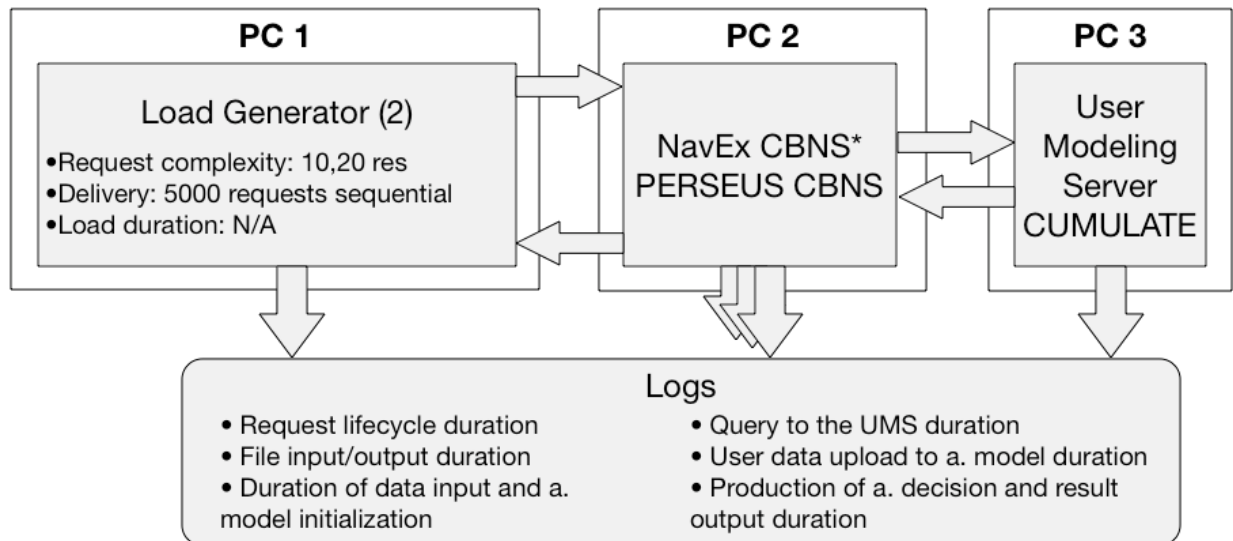 PC 1
Load Generator (2)
•Request complexity: 10,20 res
•Delivery: 5000 requests sequential
•Load duration: N/A
PC 2
NavEx CBNS*
PERSEUS CBNS
PC 3
User
Modeling
Server
CUMULATE
Logs
• Request lifecycle duration
• File input/output duration
• Duration of data input and a.
model initialization
• Query to the UMS duration
• User data upload to a. model duration
• Production of a. decision and result
output duration